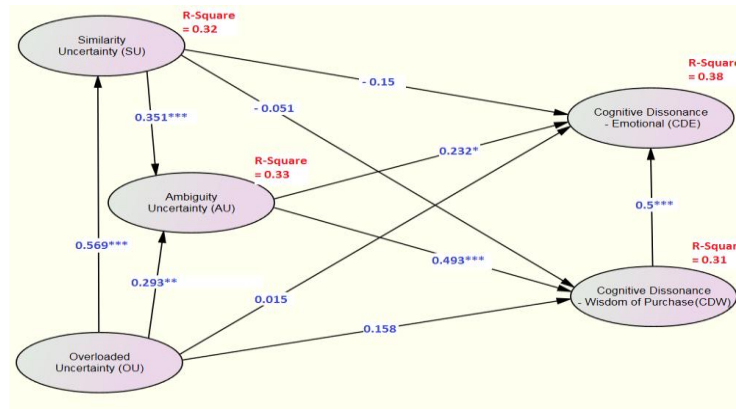 R-Square
= 0.32
Similarity
Uncertainty (SU)
R-Square
= 0.38
- 0.15
Cognitive Dissonance
- Emotional (CDE)
- 0.051
0.351***
0.232*
R-Square
= 0.33
Ambiguity
Uncertainty (AU)
0.5***
0.569***
R-Square
= 0.31
0.493***
0.293**
Cognitive Dissonance
- Wisdom of Purchase(CDW)
0.015
0.158
Overloaded
Uncertainty (OU)